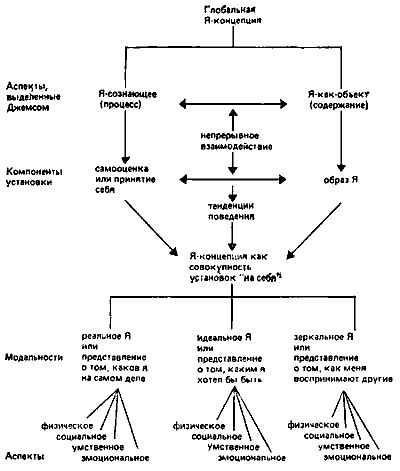 Глобальная
Я-концепция
Аспекты,
выделенные
Джемсом
Я-сознающее
(процесс)
Я-как-объект
(содержание)
непрерывное
взаимодействие
Компоненты
установки
самооценка
или принятие
себя
образ Я
тенденции
поведения
Я-концепция как
совокупность
установок "на себя"
Модальности
реальное Я
или
представление
о том, каков я
на самом деле
идеальное Я
или
представление
о том, каким я
хотел бы быть
зеркальное Я
или
представление
о том, как меня
воспринимают другие
Аспекты
физическое
социальное
умственное
эмоциональное
физическое
социальное
умственное
эмоциональное
физическое
социальное
умственное
эмоциональное